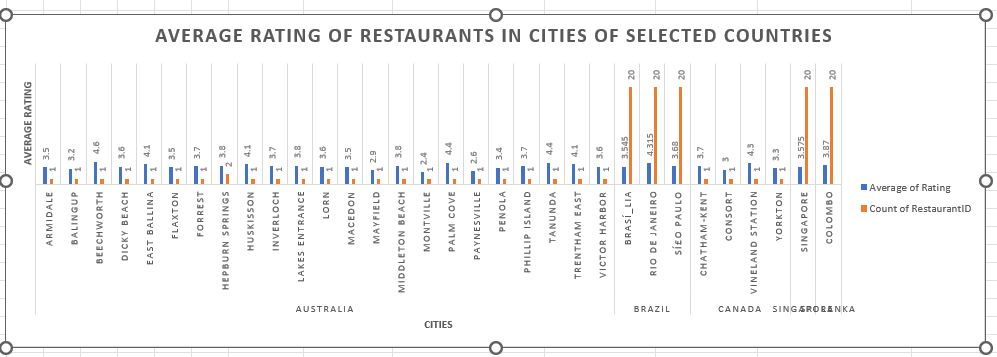 AVERAGE RATING OF RESTAURANTS IN CITIES OF SELECTED COUNTRIES
AVERAGE RATING
3.5 1 3.2 1 4.6 1 3.6 1 4.1 1 3.5 1 3.7 1 3.8 2 4.1 1 3.7 1 3.8 1 3.6 1 3.5 1 2.9 1 3.8 1 2.4 1 4.4 1 2.6 1 3.4 1 3.7 1 4.4 1 4.1 1 3.6 1 3.545 20 4.315 20 3.68 20 3.7 1 3 1 4.3 1 3.3 1 3.575 20 3.87 20
Average of Rating
Count of RestaurantID
ARMIDALE
BALINGUP
BEECHWORTH
DICKY BEACH
EAST BALLINA
FLAXTON
FORREST
HEPBURN SPRINGS
HUSKISSON
INVERLOCH
LAKES ENTRANCE
LORN
MACEDON
MAYFIELD
MIDDLETON BEACH
MONTVILLE
PALM COVE
PAYNESVILLE
PENOLA
PHILLIP ISLAND
TANUNDA
TRENTHAM EAST
VICTOR HARBOR
BRASÍ_LIA
RIO DE JANEIRO
SÍ£O PAULO
CHATHAM-KENT
CONSORT
VINELAND STATION
YORKTON
SINGAPORE
COLOMBO
AUSTRALIA BRAZIL CANADA SINGAPORE SRI LANKA
CITIES